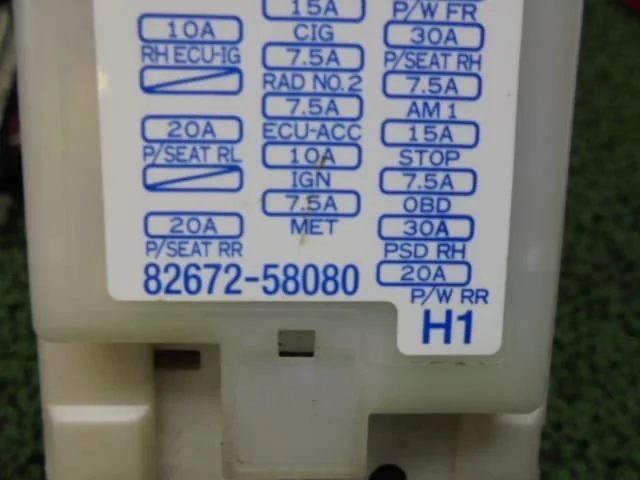 10A
RH ECU-IG
20A
P/SEAT RL
20A
P/SEAT RR
82672-58080
15A
CIG
7.5A
RAD NO.2
7.5A
ECU-ACC
10A
IGN
7.5A
MET
P/W FR
30A
P/SEAT RH
7.5A
AM 1
15A
STOP
7.5A
OBD
30A
PSD RH
20A
P/W RR
H1